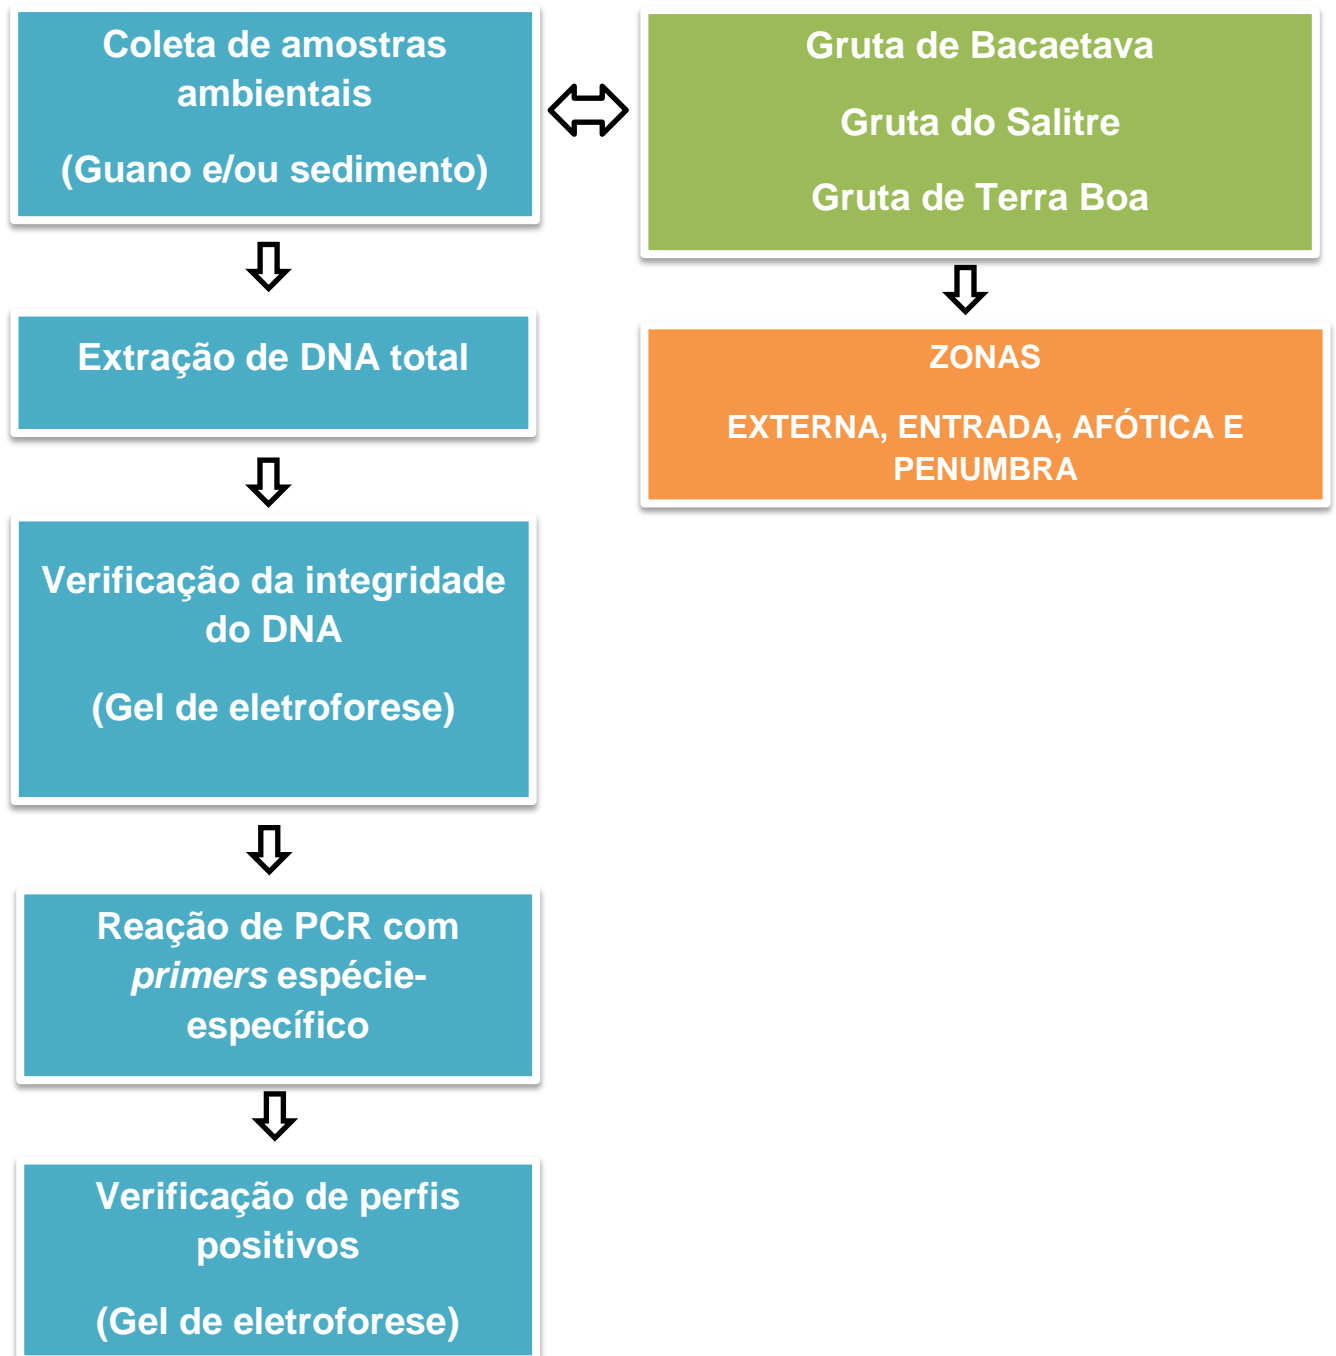 Coleta de amostras
ambientais
(Guano e/ou sedimento)
Gruta de Bacaetava
Gruta do Salitre
Gruta de Terra Boa
Extração de DNA total
ZONAS
EXTERNA, ENTRADA, AFÓTICA E
PENUMBRA
Verificação da integridade
do DNA
(Gel de eletroforese)
Reação de PCR com
primers espécie-
específico
Verificação de perfis
positivos
(Gel de eletroforese)